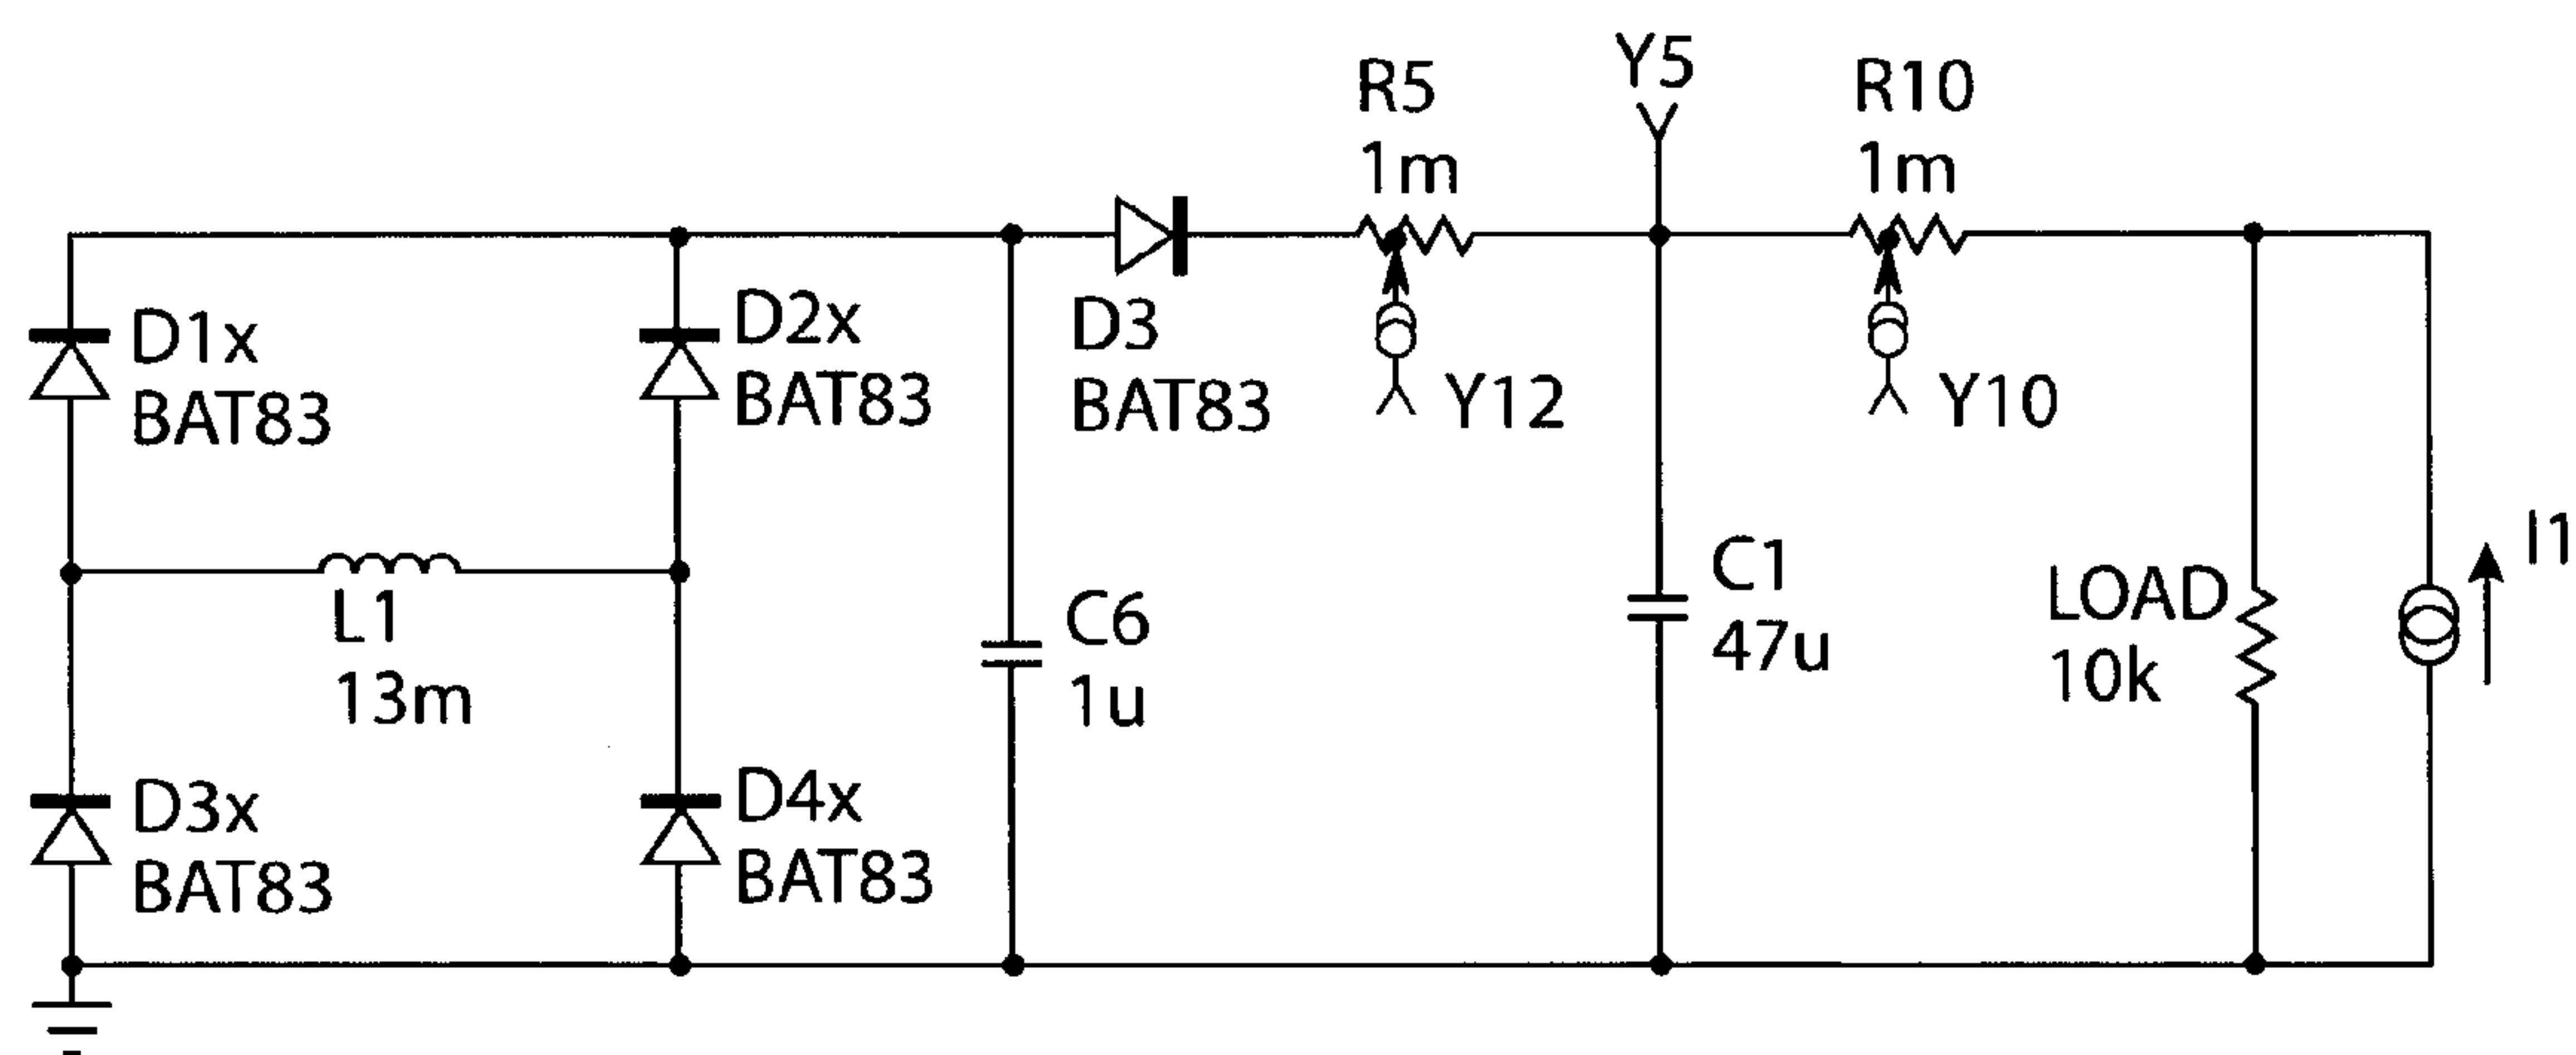 Y5
R5
1m
R10
1m
D1x
BAT83
D2x
BAT83
D3
BAT83
Y12
Y10
L1
13m
C6
1u
C1
47u
LOAD
10k
I1
D3x
BAT83
D4x
BAT83